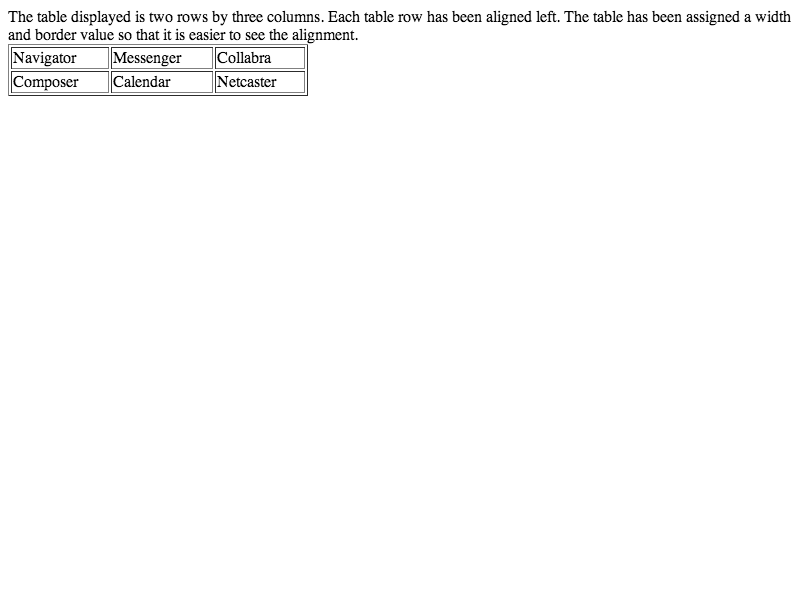 The table displayed is two rows by three columns. Each table row has been aligned left. The table has been assigned a width
and border value so that it is easier to see the alignment.
Navigator Messenger Collabra
Composer Calendar Netcaster